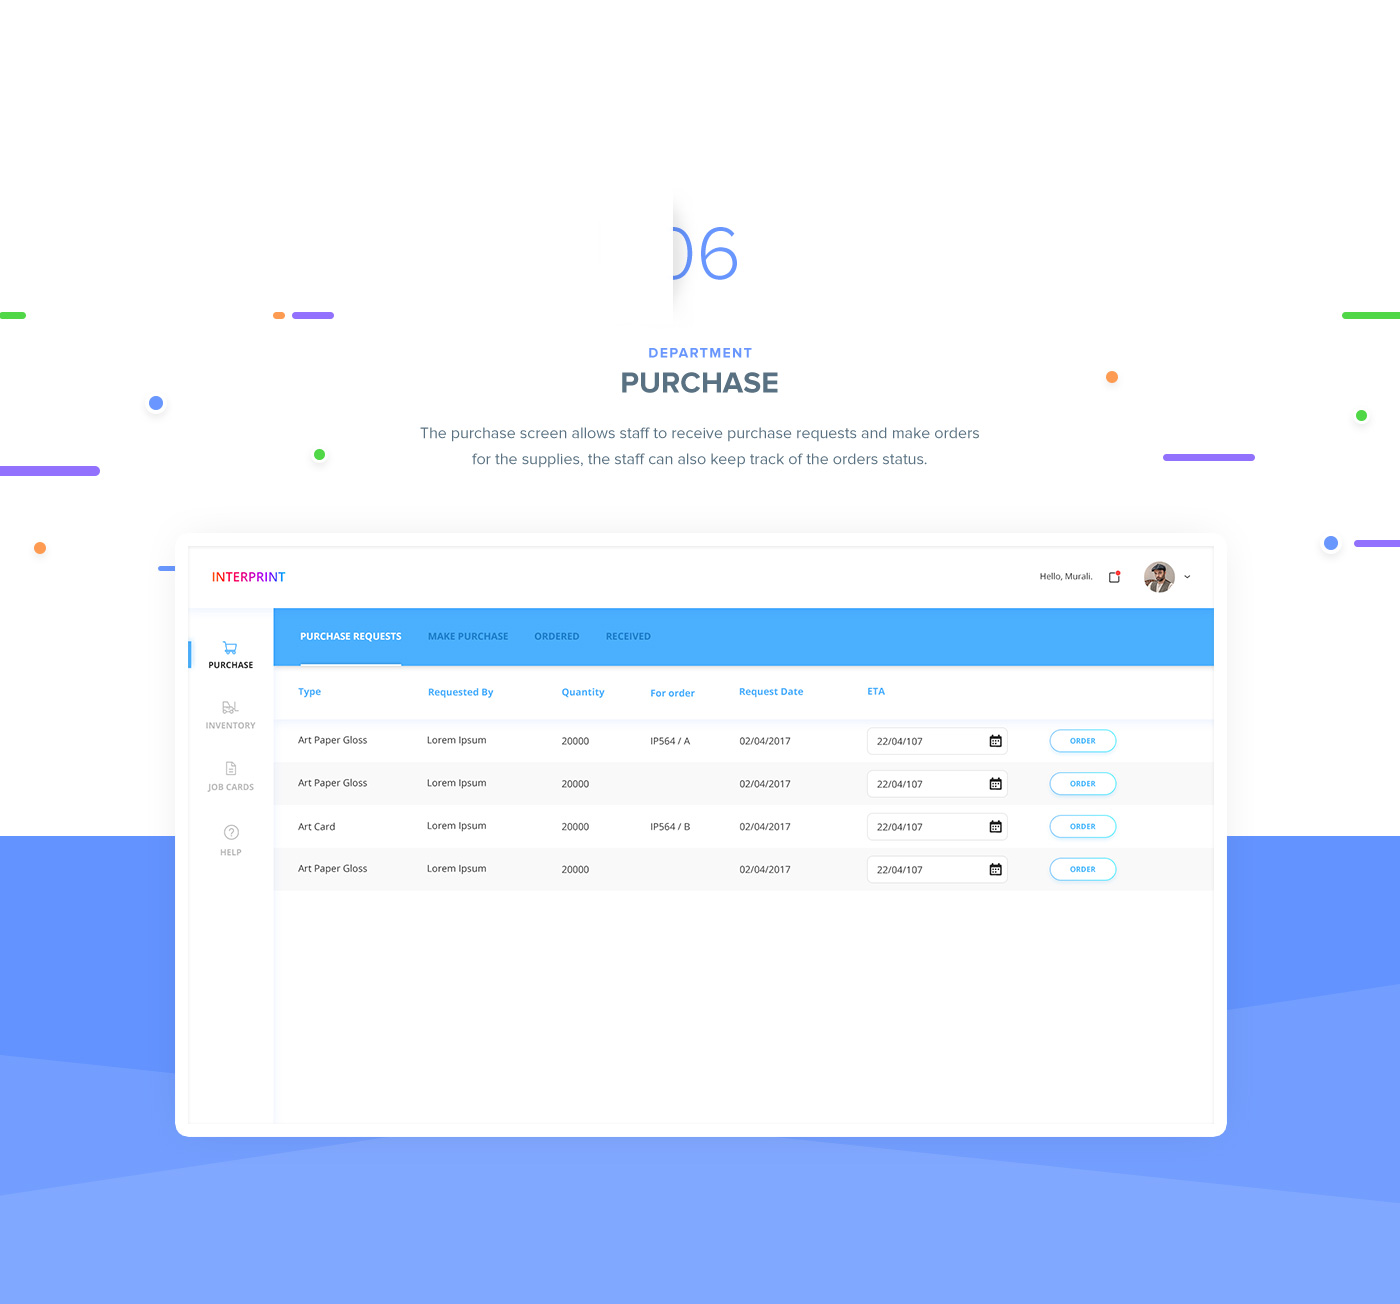 06
DEPARTMENT
PURCHASE
The purchase screen allows staff to receive purchase requests and make orders
for the supplies, the staff can also keep track of the orders status.
INTERPRINT
Hello, Murali.
PURCHASE
INVENTORY
JOB CARDS
HELP
PURCHASE REQUESTS MAKE PURCHASE ORDERED RECEIVED
Type Requested By Quantity For order Request Date ETA
Art Paper Gloss Lorem Ipsum 20000 IP564 / A 02/04/2017 22/04/107 ORDER
Art Paper Gloss Lorem Ipsum 20000 02/04/2017 22/04/107 ORDER
Art Card Lorem Ipsum 20000 IP564 / B 02/04/2017 22/04/107 ORDER
Art Paper Gloss Lorem Ipsum 20000 02/04/2017 22/04/107 ORDER